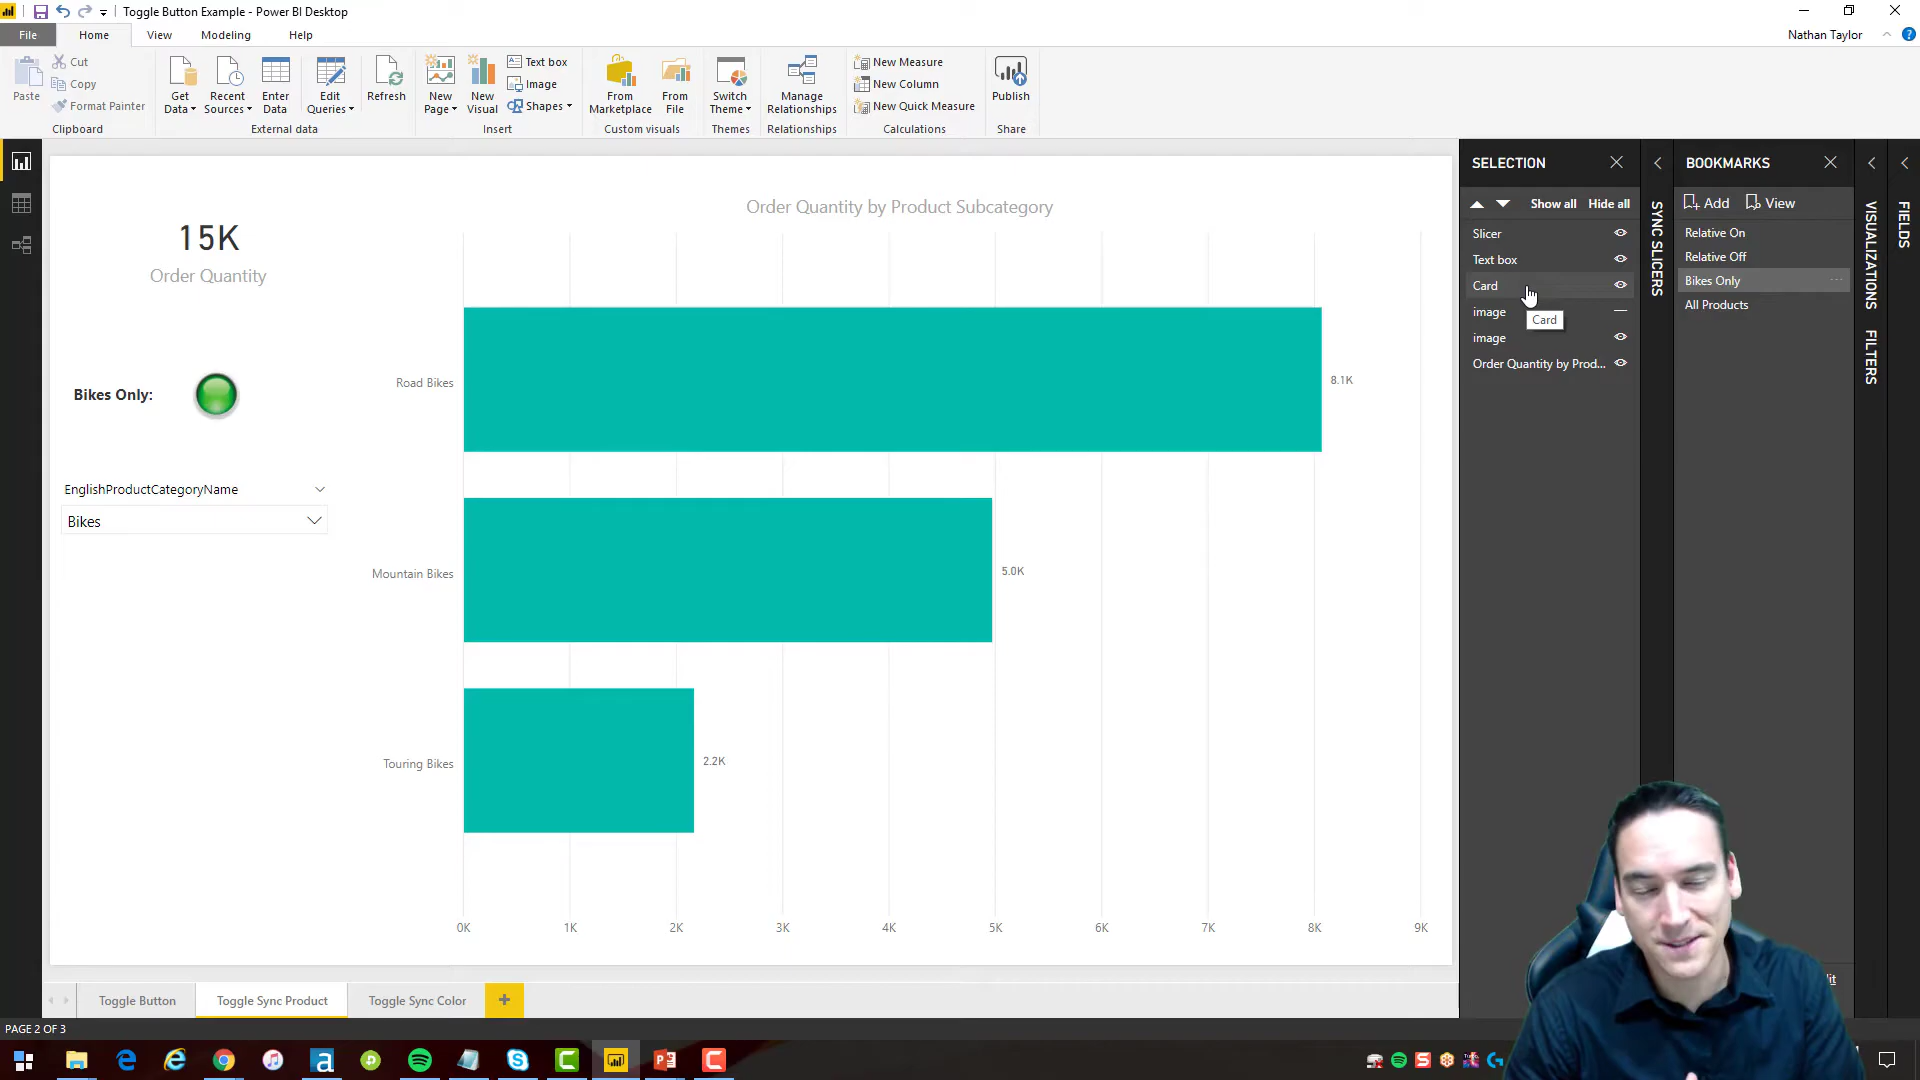 Toggle Button Example - Power BI Desktop
File Home View Modeling Help
Nathan Taylor
Paste
Cut
Copy
Format Painter
Clipboard
Get Data
Recent Sources
Enter Data
Edit Queries
External data
Refresh
New Page
New Visual
Text box
Image
Shapes
Insert
From Marketplace
From File
Custom visuals
Switch Theme
Themes
Manage Relationships
Relationships
New Measure
New Column
New Quick Measure
Calculations
Publish
Share
15K
Order Quantity
Bikes Only:
EnglishProductCategoryName
Bikes
Order Quantity by Product Subcategory
Road Bikes
8.1K
Mountain Bikes
5.0K
Touring Bikes
2.2K
0K 1K 2K 3K 4K 5K 6K 7K 8K 9K
SELECTION
Show all Hide all
Slicer
Text box
Card
image
Card
image
Order Quantity by Prod...
SYNC SLICERS
BOOKMARKS
Add View
Relative On
Relative Off
Bikes Only
All Products
VISUALIZATIONS
FILTERS
FIELDS
Toggle Button
Toggle Sync Product
Toggle Sync Color
PAGE 2 OF 3